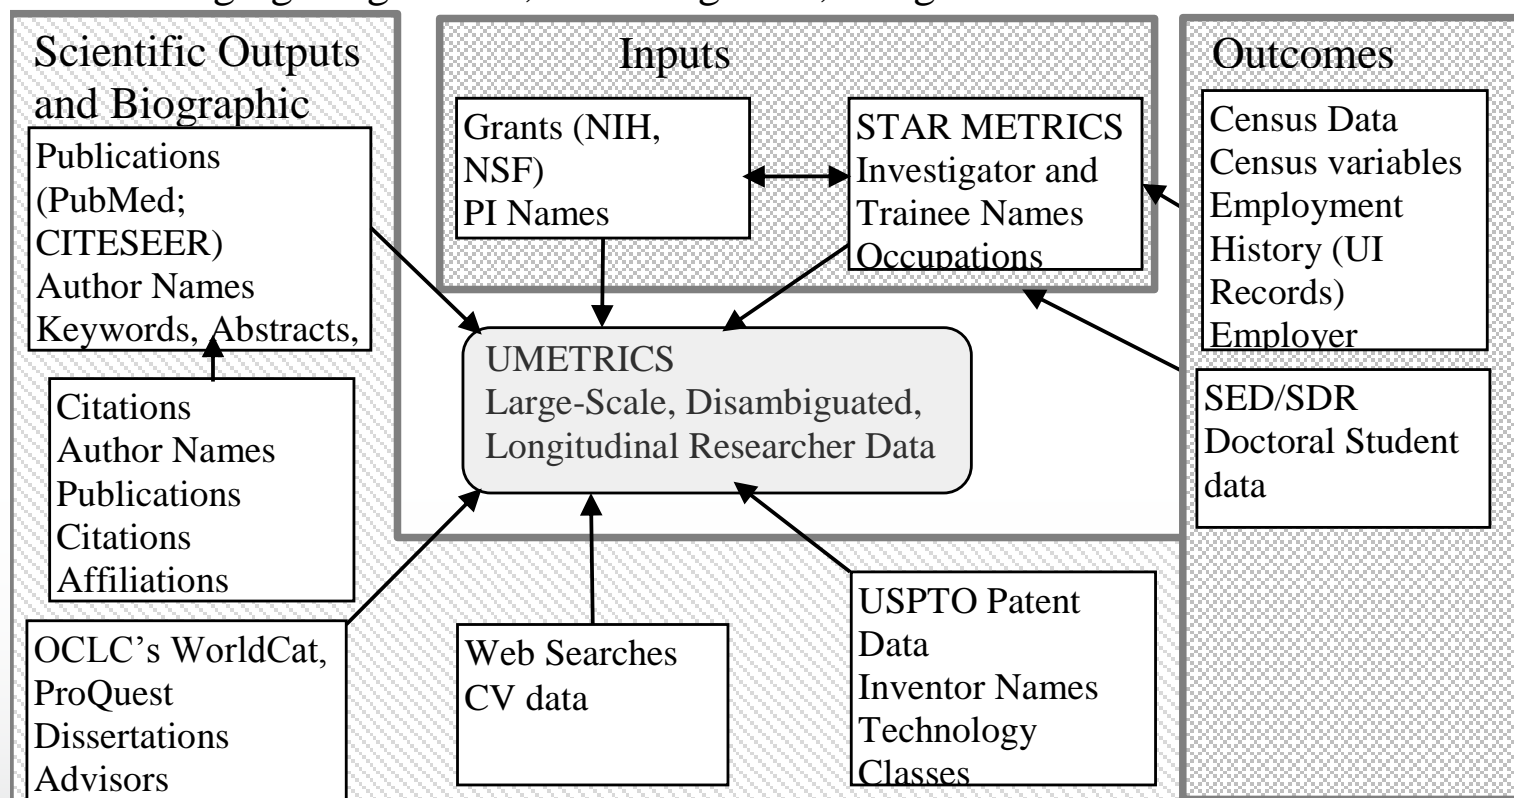 Scientific Outputs
and Biographic
Publications
(PubMed;
CITESEER)
Author Names
Keywords, Abstracts,
Citations
Author Names
Publications
Citations
Affiliations
OCLC’s WorldCat,
ProQuest
Dissertations
Advisors
Inputs
Grants (NIH,
NSF)
PI Names
STAR METRICS
Investigator and
Trainee Names
Occupations
UMETRICS
Large-Scale, Disambiguated,
Longitudinal Researcher Data
Web Searches
CV data
USPTO Patent
Data
Inventor Names
Technology
Classes
Outcomes
Census Data
Census variables
Employment
History (UI
Records)
Employer
SED/SDR
Doctoral Student
data